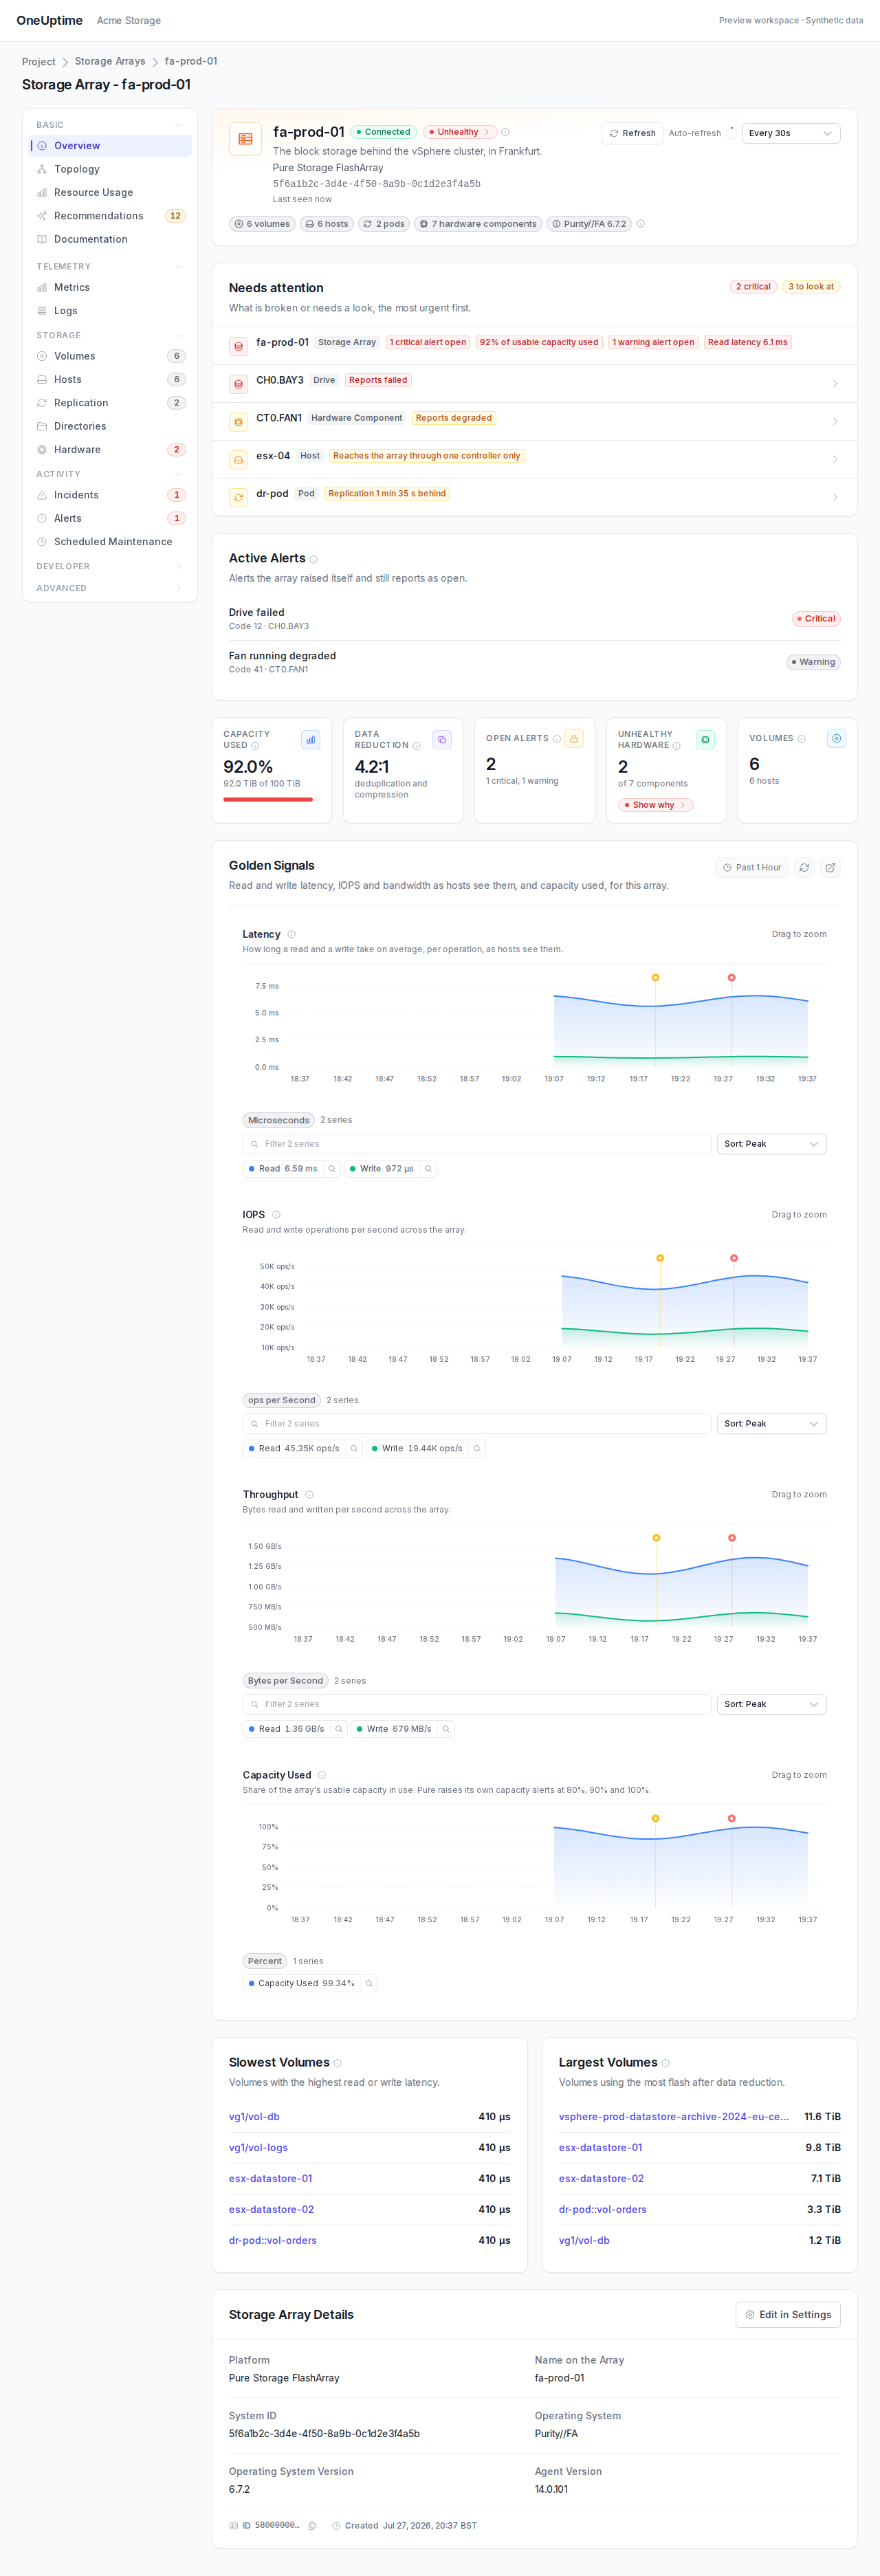 OneUptime Acme Storage Preview workspace · Synthetic data
Project Storage Arrays fa-prod-01
Storage Array - fa-prod-01
BASIC
Overview
Topology
Resource Usage
Recommendations 12
Documentation
TELEMETRY
Metrics
Logs
STORAGE
Volumes 6
Hosts 6
Replication 2
Directories
Hardware 2
ACTIVITY
Incidents 1
Alerts 1
Scheduled Maintenance
DEVELOPER
ADVANCED
fa-prod-01 Connected Unhealthy Refresh Auto-refresh Every 30s
The block storage behind the vSphere cluster, in Frankfurt.
Pure Storage FlashArray
5f6a1b2c-3d4e-4f50-8a9b-0c1d2e3f4a5b
Last seen now
6 volumes 6 hosts 2 pods 7 hardware components Purity//FA 6.7.2
Needs attention 2 critical 3 to look at
What is broken or needs a look, the most urgent first.
fa-prod-01 Storage Array 1 critical alert open 92% of usable capacity used 1 warning alert open Read latency 6.1 ms
CH0.BAY3 Drive Reports failed
CT0.FAN1 Hardware Component Reports degraded
esx-04 Host Reaches the array through one controller only
dr-pod Pod Replication 1 min 35 s behind
Active Alerts
Alerts the array raised itself and still reports as open.
Drive failed
Code 12 · CH0.BAY3
Critical
Fan running degraded
Code 41 · CT0.FAN1
Warning
CAPACITY USED
92.0%
92.0 TiB of 100 TiB
DATA REDUCTION
4.2:1
deduplication and compression
OPEN ALERTS
2
1 critical, 1 warning
UNHEALTHY HARDWARE
2
of 7 components
Show why
VOLUMES
6
6 hosts
Golden Signals Past 1 Hour
Read and write latency, IOPS and bandwidth as hosts see them, and capacity used, for this array.
Latency Drag to zoom
How long a read and a write take on average, per operation, as hosts see them.
7.5 ms
5.0 ms
2.5 ms
0.0 ms
18:37 18:42 18:47 18:52 18:57 19:02 19:07 19:12 19:17 19:22 19:27 19:32 19:37
Microseconds 2 series
Filter 2 series Sort: Peak
Read 6.59 ms Write 972 µs
IOPS Drag to zoom
Read and write operations per second across the array.
50K ops/s
40K ops/s
30K ops/s
20K ops/s
10K ops/s
18:37 18:42 18:47 18:52 18:57 19:02 19:07 19:12 19:17 19:22 19:27 19:32 19:37
ops per Second 2 series
Filter 2 series Sort: Peak
Read 45.35K ops/s Write 19.44K ops/s
Throughput Drag to zoom
Bytes read and written per second across the array.
1.50 GB/s
1.25 GB/s
1.00 GB/s
750 MB/s
500 MB/s
18:37 18:42 18:47 18:52 18:57 19:02 19:07 19:12 19:17 19:22 19:27 19:32 19:37
Bytes per Second 2 series
Filter 2 series Sort: Peak
Read 1.36 GB/s Write 679 MB/s
Capacity Used Drag to zoom
Share of the array's usable capacity in use. Pure raises its own capacity alerts at 80%, 90% and 100%.
100%
75%
50%
25%
0%
18:37 18:42 18:47 18:52 18:57 19:02 19:07 19:12 19:17 19:22 19:27 19:32 19:37
Percent 1 series
Capacity Used 99.34%
Slowest Volumes
Volumes with the highest read or write latency.
vg1/vol-db 410 µs
vg1/vol-logs 410 µs
esx-datastore-01 410 µs
esx-datastore-02 410 µs
dr-pod::vol-orders 410 µs
Largest Volumes
Volumes using the most flash after data reduction.
vsphere-prod-datastore-archive-2024-eu-ce... 11.6 TiB
esx-datastore-01 9.8 TiB
esx-datastore-02 7.1 TiB
dr-pod::vol-orders 3.3 TiB
vg1/vol-db 1.2 TiB
Storage Array Details Edit in Settings
Platform
Pure Storage FlashArray
Name on the Array
fa-prod-01
System ID
5f6a1b2c-3d4e-4f50-8a9b-0c1d2e3f4a5b
Operating System
Purity//FA
Operating System Version
6.7.2
Agent Version
14.0.101
ID 58000000... Created Jul 27, 2026, 20:37 BST